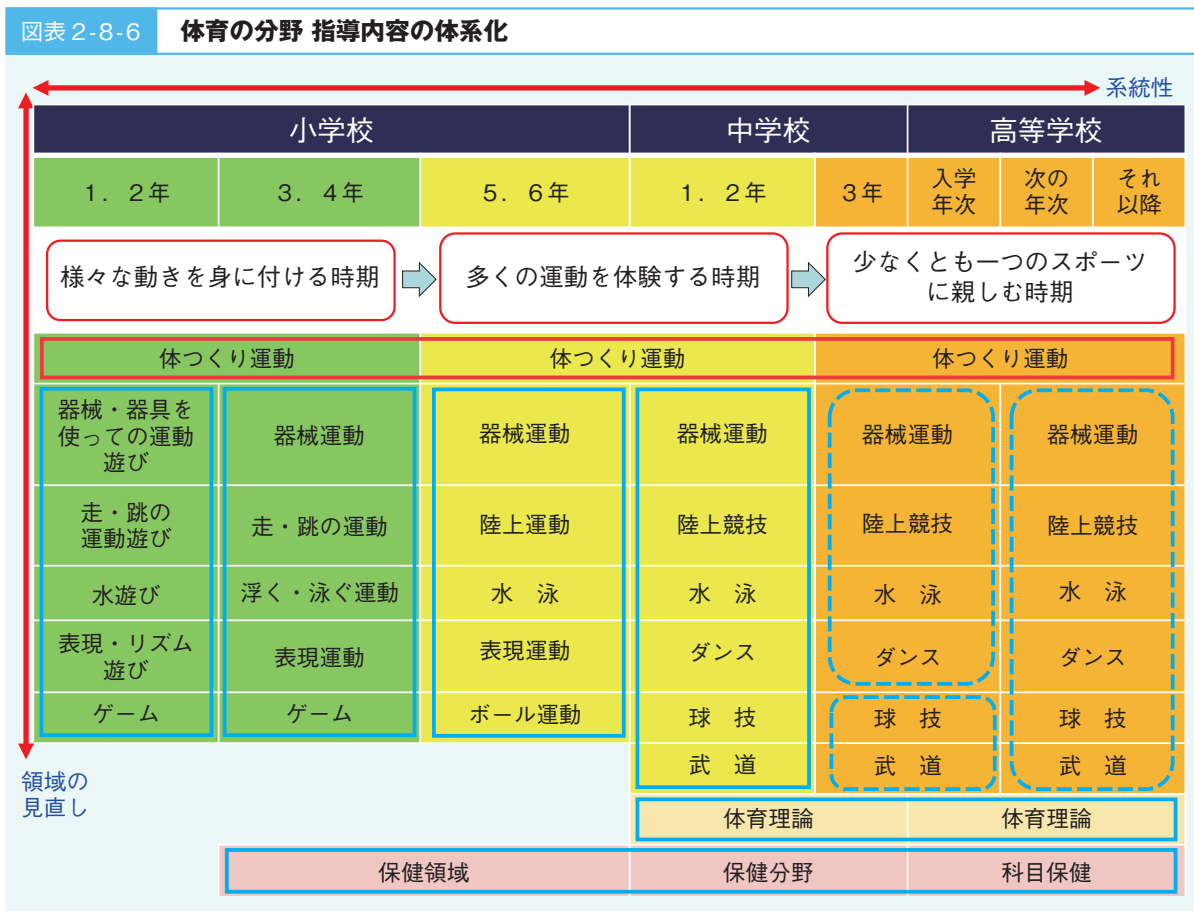 図表2-8-6 体育の分野 指導内容の体系化
系統性
小学校 中学校 高等学校
1．2年 3．4年 5．6年 1．2年 3年 入学 次の それ
年次 年次 以降
様々な動きを身に付ける時期 多くの運動を体験する時期 少なくとも一つのスポーツ
に親しむ時期
体つくり運動 体つくり運動 体つくり運動
器械・器具を
使っての運動 器械運動 器械運動 器械運動 器械運動 器械運動
遊び
走・跳の
運動遊び 走・跳の運動 陸上運動 陸上競技 陸上競技 陸上競技
水遊び 浮く・泳ぐ運動 水　泳 水　泳 水　泳 水　泳
表現・リズム
遊び 表現運動 表現運動 ダンス ダンス ダンス
ゲーム ゲーム ボール運動 球　技 球　技 球　技
武　道 武　道 武　道
領域の
見直し
体育理論 体育理論
保健領域 保健分野 科目保健